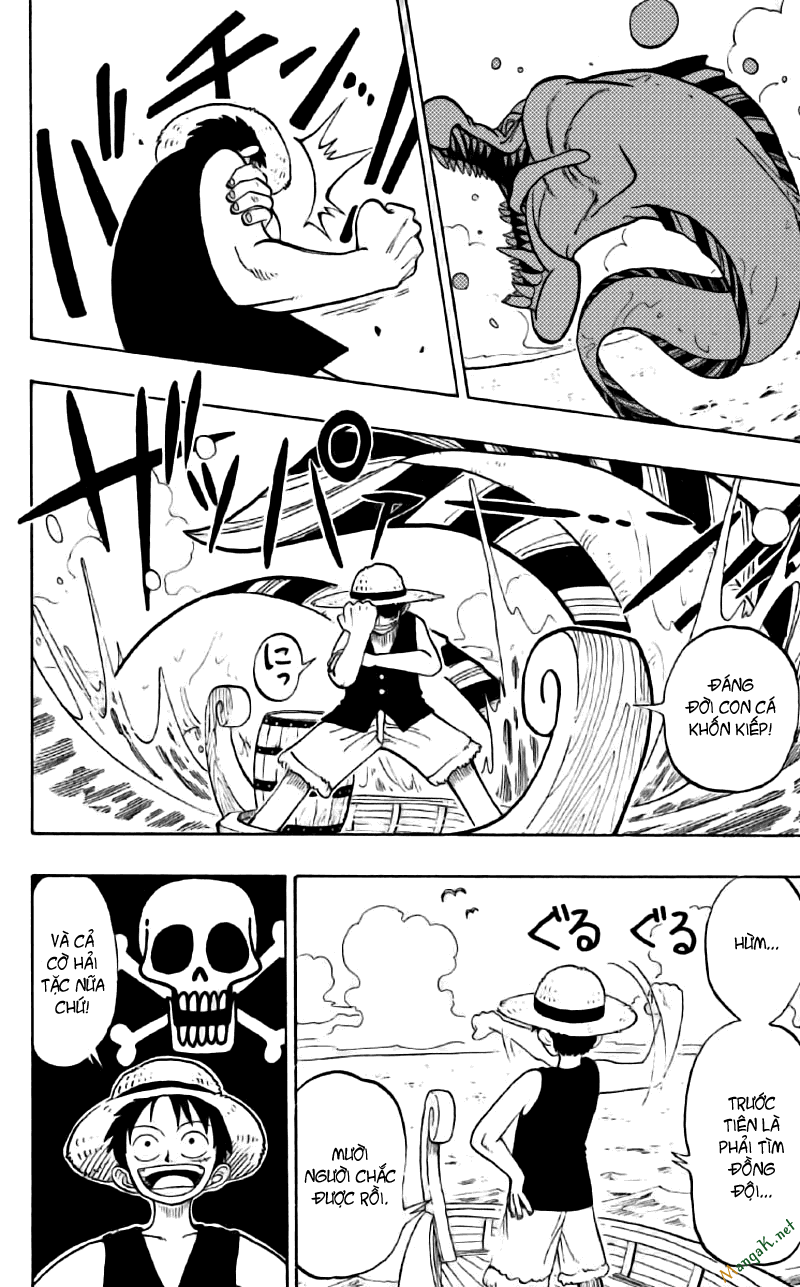 バチンッ!!
ザッパァン
にっ
ĐÁNG
ĐỜI CON CÁ
KHỐN KIẾP!
HỪM...
ぐる ぐる
TRƯỚC
TIÊN LÀ
PHẢI TÌM
ĐỒNG
ĐỘI...
MƯỜI
NGƯỜI CHẮC
ĐƯỢC RỒI.
VÀ CẢ
CỜ HẢI
TẶC NỮA
CHỨ!
MangaK.net